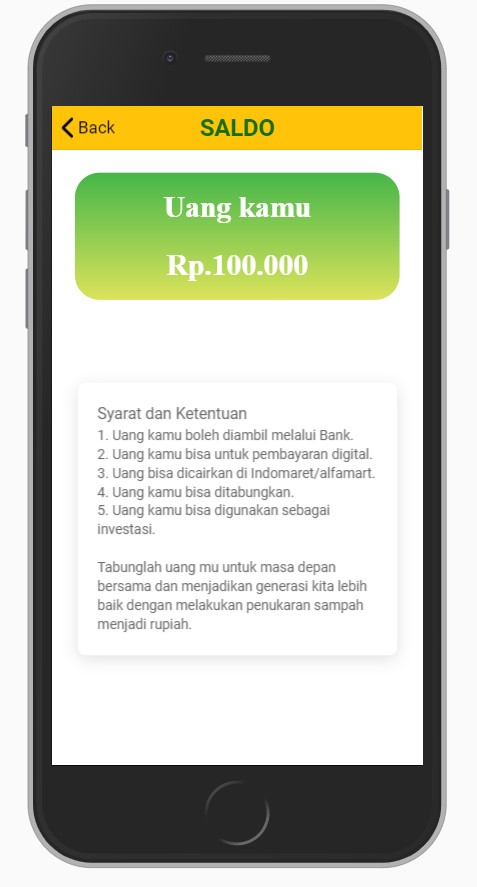 Back
SALDO
Uang kamu
Rp.100.000
Syarat dan Ketentuan
1. Uang kamu boleh diambil melalui Bank.
2. Uang kamu bisa untuk pembayaran digital.
3. Uang bisa dicairkan di Indomaret/alfamart.
4. Uang kamu bisa ditabungkan.
5. Uang kamu bisa digunakan sebagai
investasi.
Tabunglah uang mu untuk masa depan
bersama dan menjadikan generasi kita lebih
baik dengan melakukan penukaran sampah
menjadi rupiah.